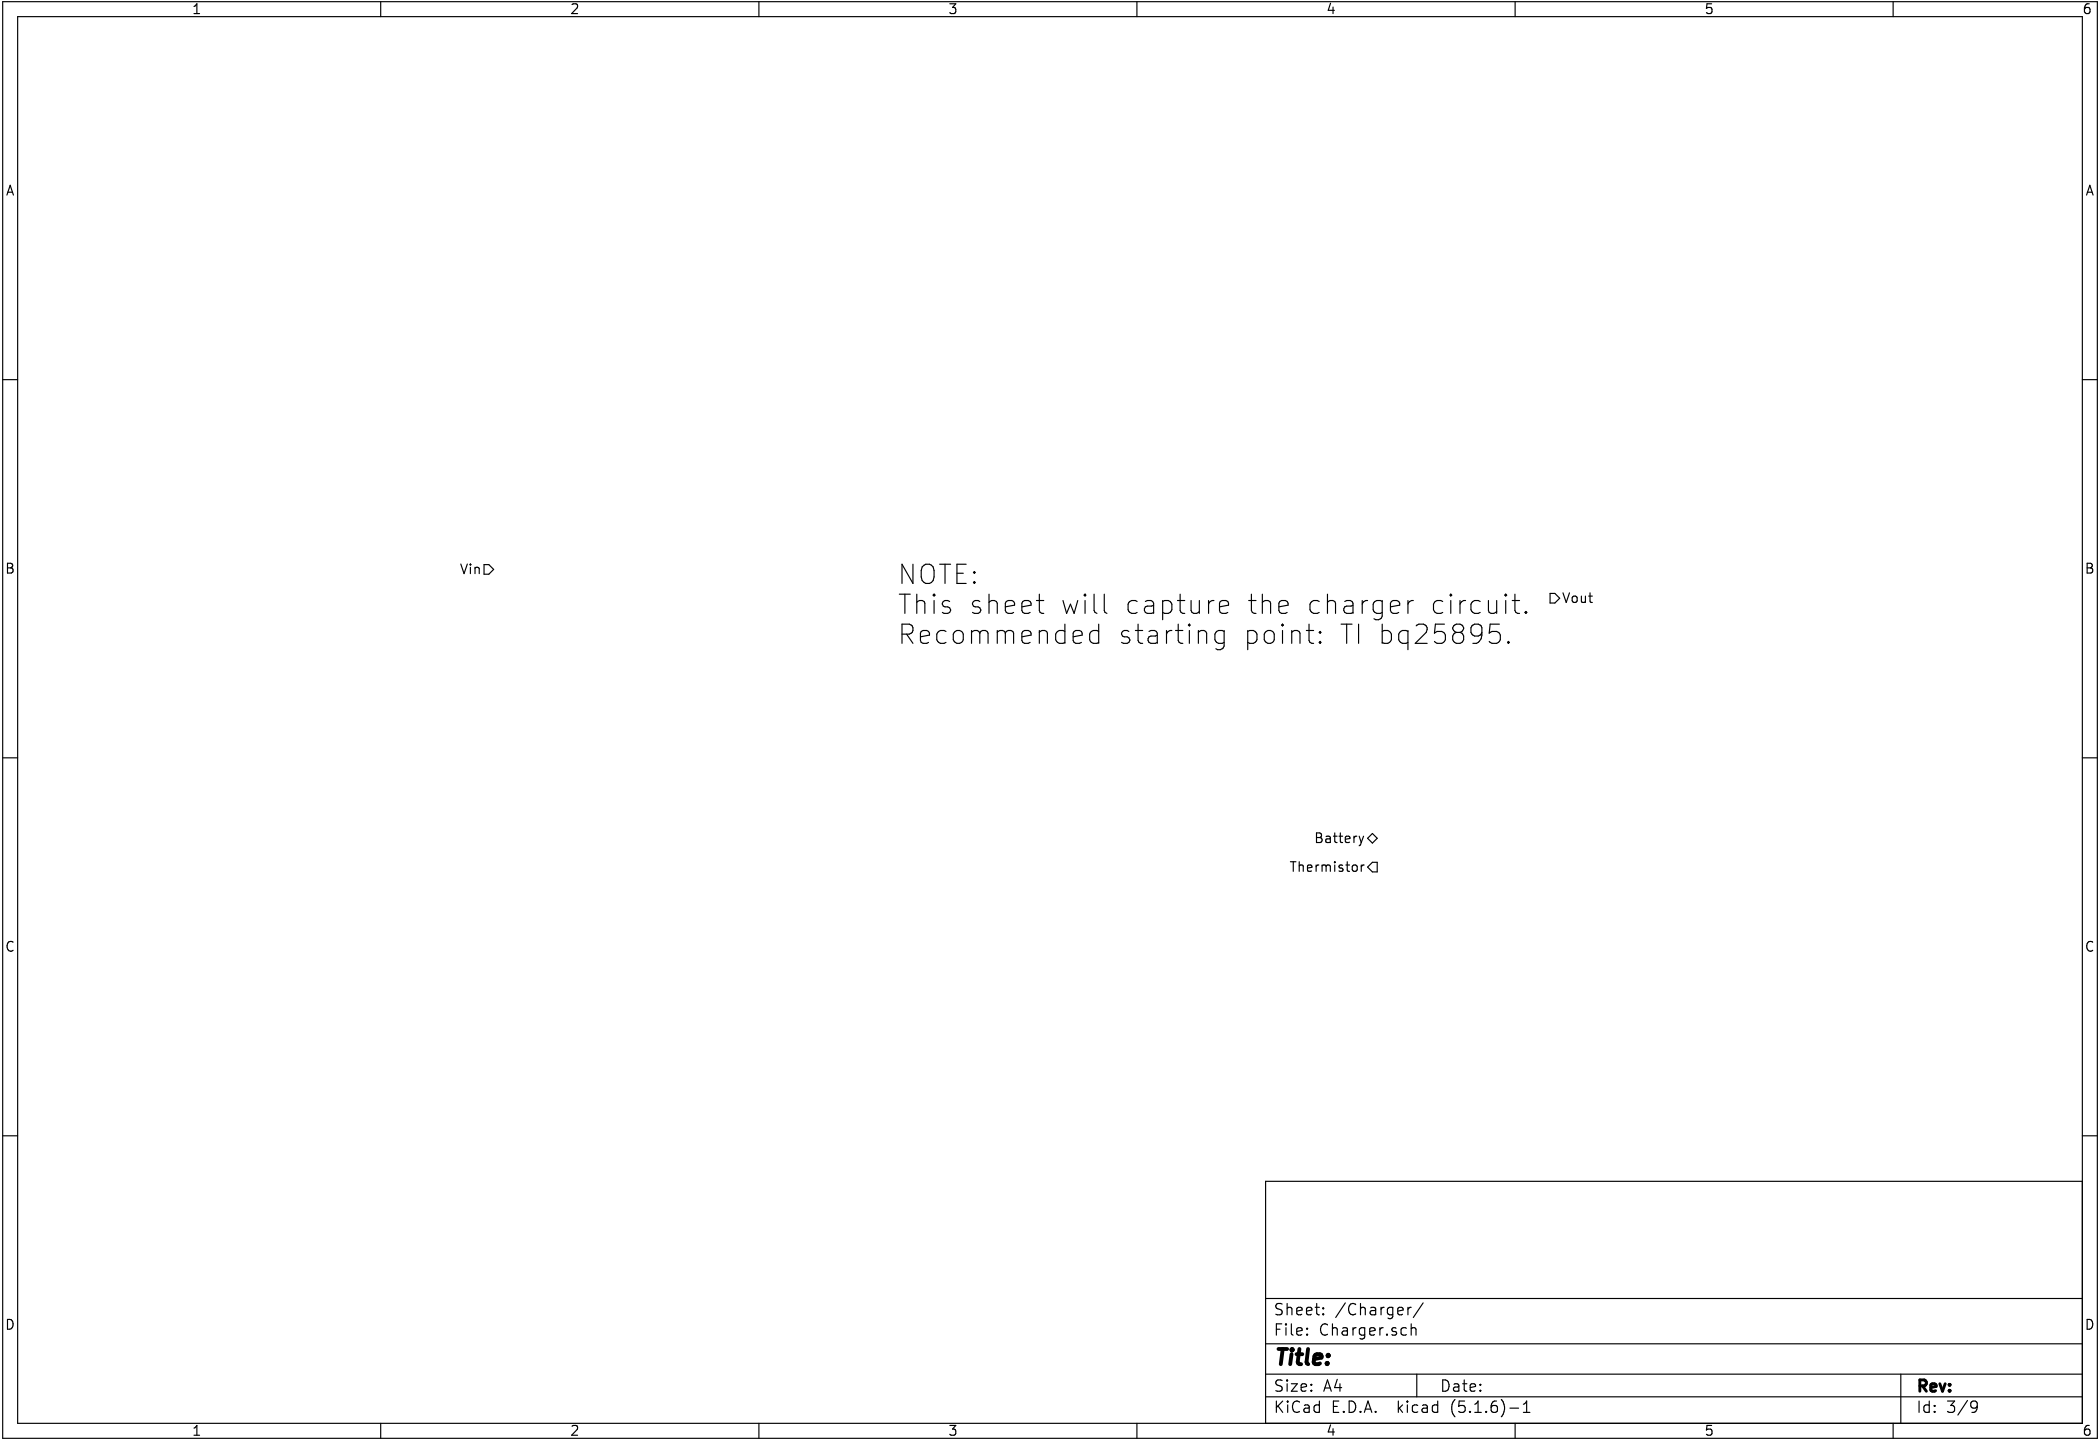 1 2 3 4 5 6
A A
B B
Vin
NOTE:
This sheet will capture the charger circuit.
Vout
Recommended starting point: TI bq25895.
Battery
Thermistor
C C
Sheet: /Charger/
File: Charger.sch
D D
Title:
Size: A4 Date: Rev:
KiCad E.D.A. kicad (5.1.6)-1 Id: 3/9
1 2 3 4 5 6